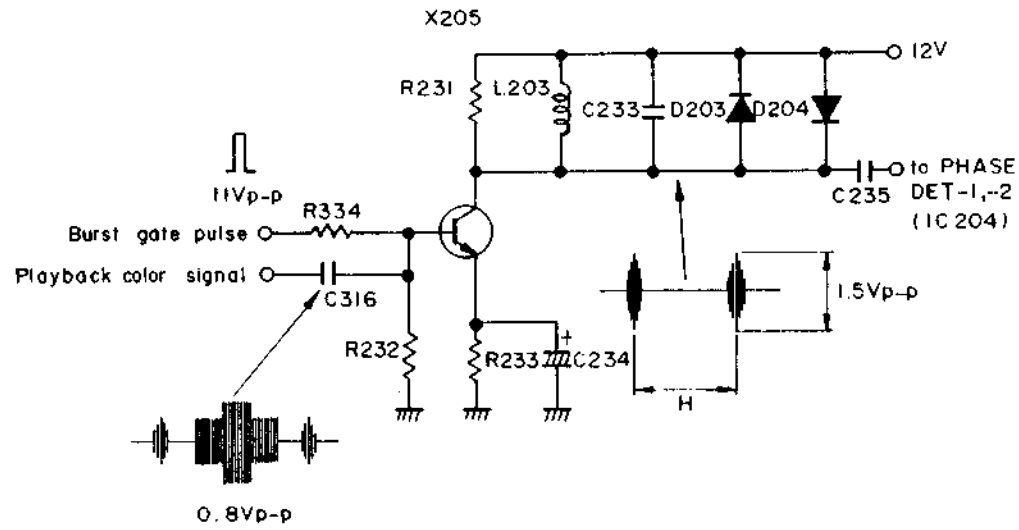 X205
12V
R231
L203
C233
D203
D204
11Vp-p
to PHASE
DET-1,-2
(IC204)
C235
R334
Burst gate pulse
Playback color signal
C316
1.5Vp-p
R232
R233
C234
+
H
0.8Vp-p